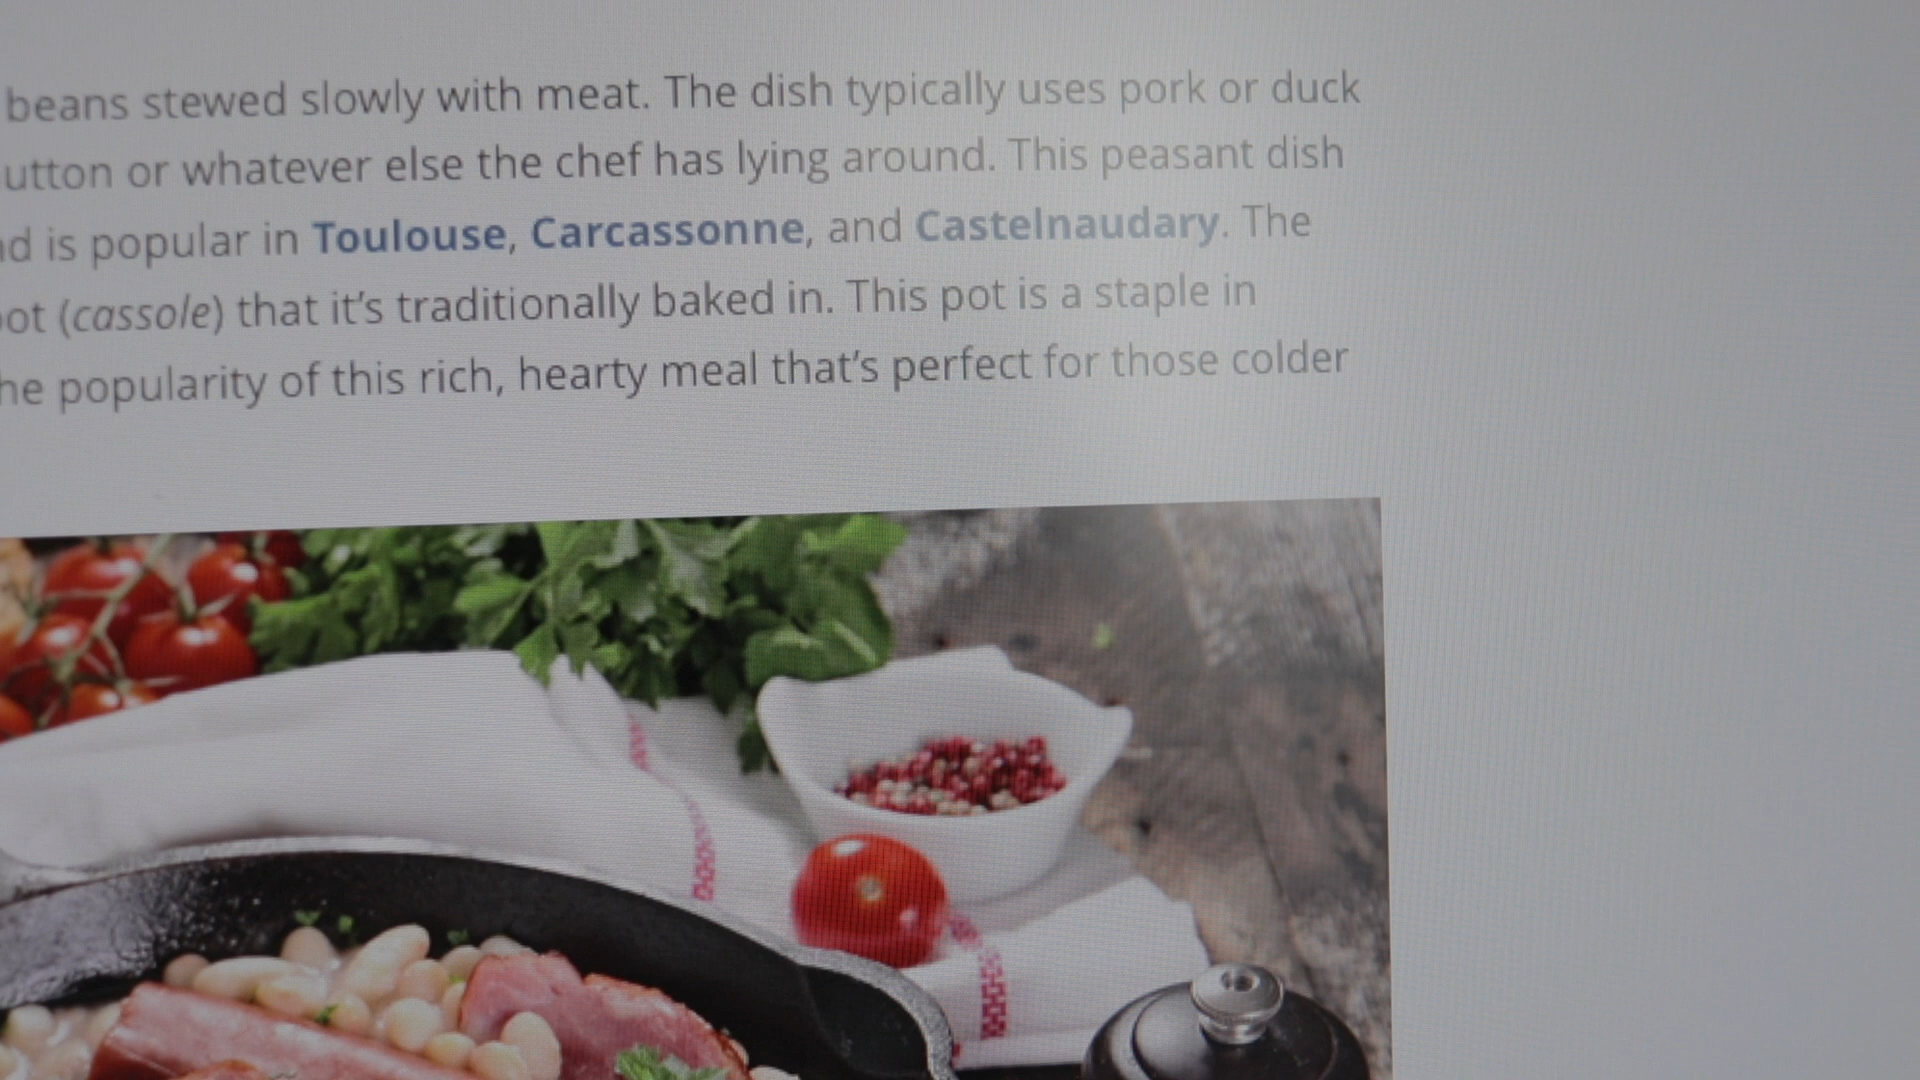 beans stewed slowly with meat. The dish typically uses pork or duck
utton or whatever else the chef has lying around. This peasant dish
nd is popular in Toulouse, Carcassonne, and Castelnaudary. The
ot (cassole) that it’s traditionally baked in. This pot is a staple in
he popularity of this rich, hearty meal that’s perfect for those colder